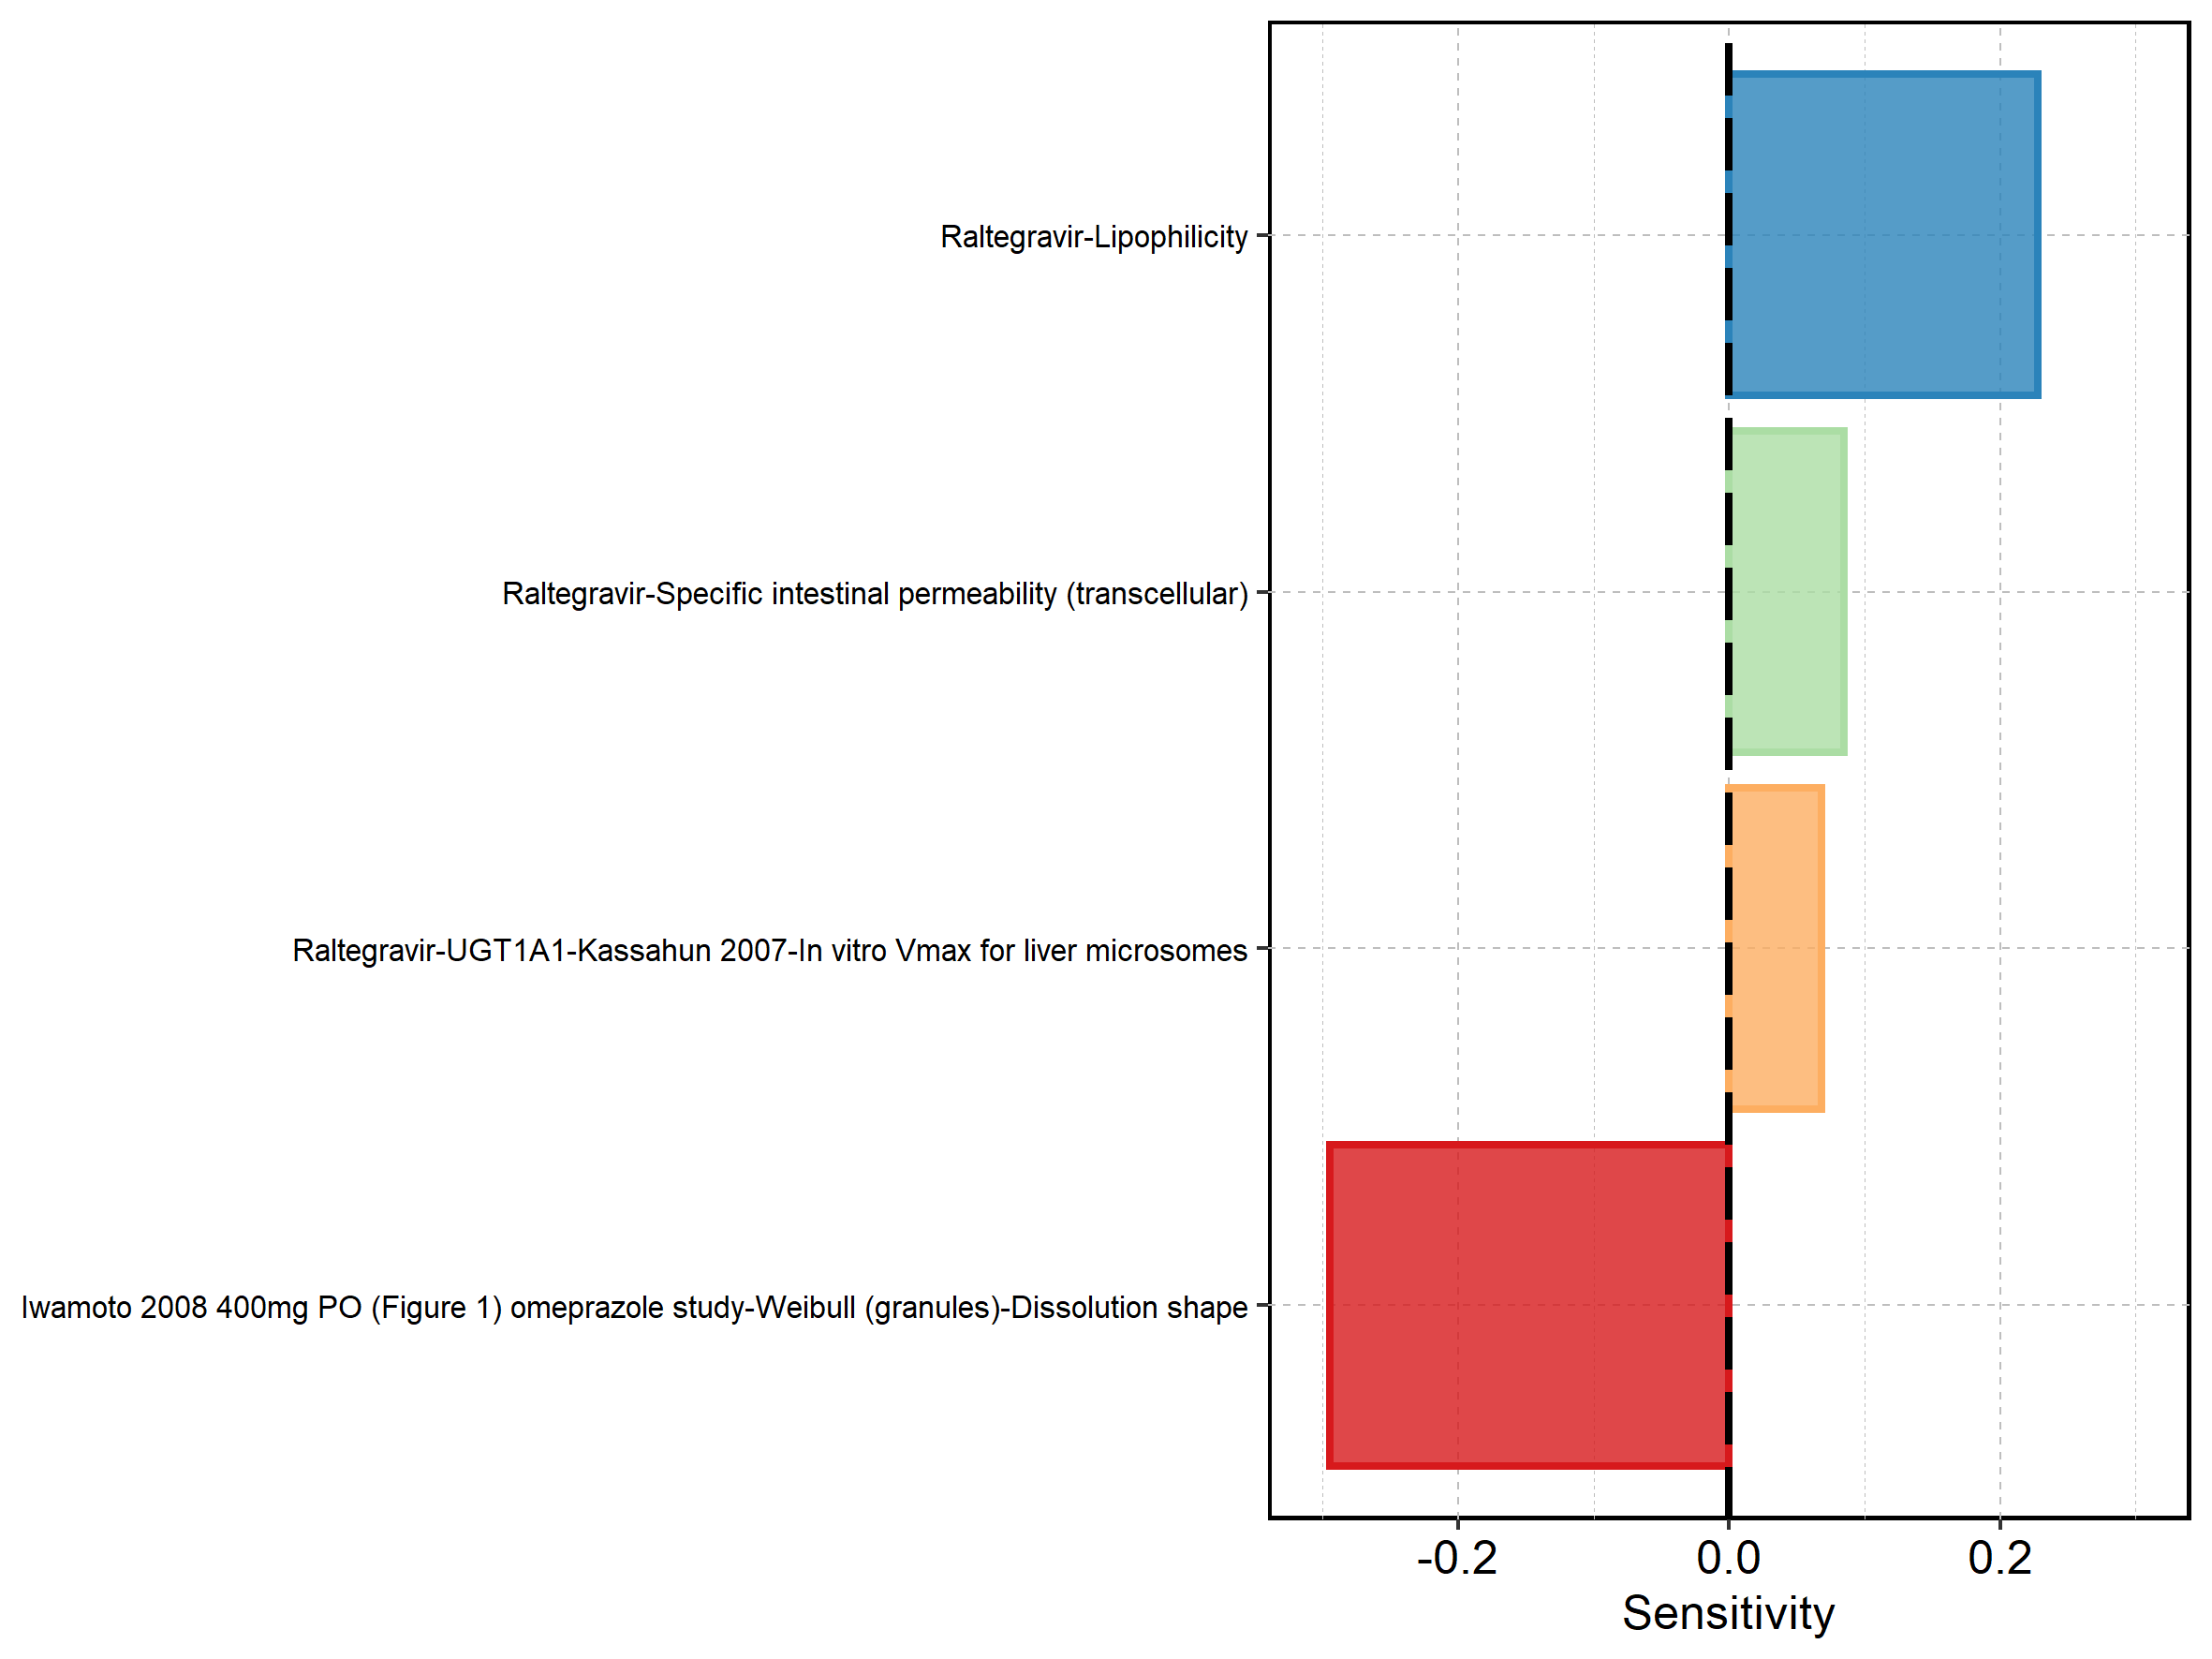 Raltegravir-Lipophilicity
Raltegravir-Specific intestinal permeability (transcellular)
Raltegravir-UGT1A1-Kassahun 2007-In vitro Vmax for liver microsomes
Iwamoto 2008 400mg PO (Figure 1) omeprazole study-Weibull (granules)-Dissolution shape
-0.2 0.0 0.2
Sensitivity